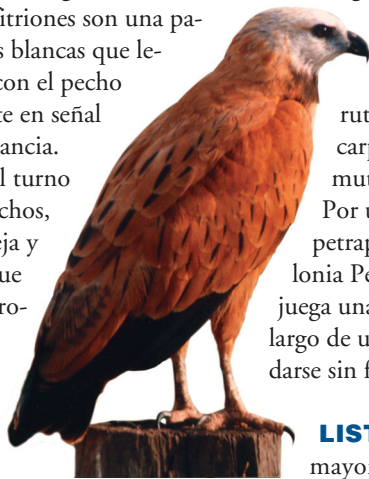 fitriones son una pa-
s blancas que le-
con el pecho
te en señal
ancia.
l turno
chos,
eja y
ue
ro-
rut
carp
mut
Por u
petrap
lonia Pe
juega una
largo de u
darse sin f
LIST
mayor